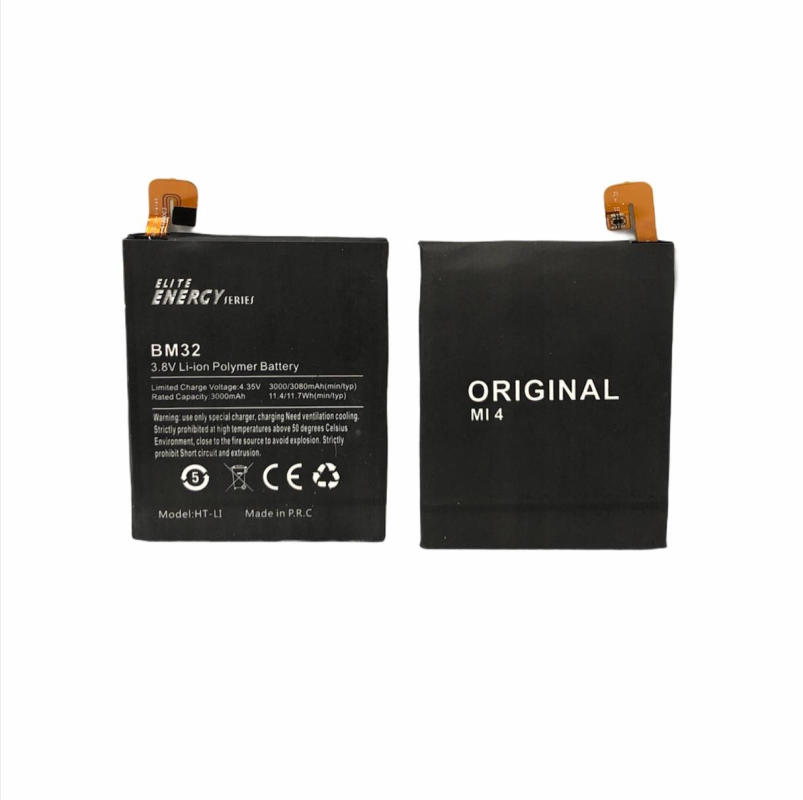 ELITE
ENERGY SERIES
BM32
3.8V Li-ion Polymer Battery
Limited Charge Voltage:4.35V 3000/3080mAh(min/typ)
Rated Capacity:3000mAh 11.4/11.7Wh(min/typ)
Warning: use only special charger, charging Need ventilation cooling.
Strictly prohibited at high temperatures above 50 degrees Celsius
Environment, close to the fire source to avoid explosion. Strictly
prohibit Short circuit and extrusion.
5 CE
Model:HT-LI Made in P.R.C
ORIGINAL
MI 4